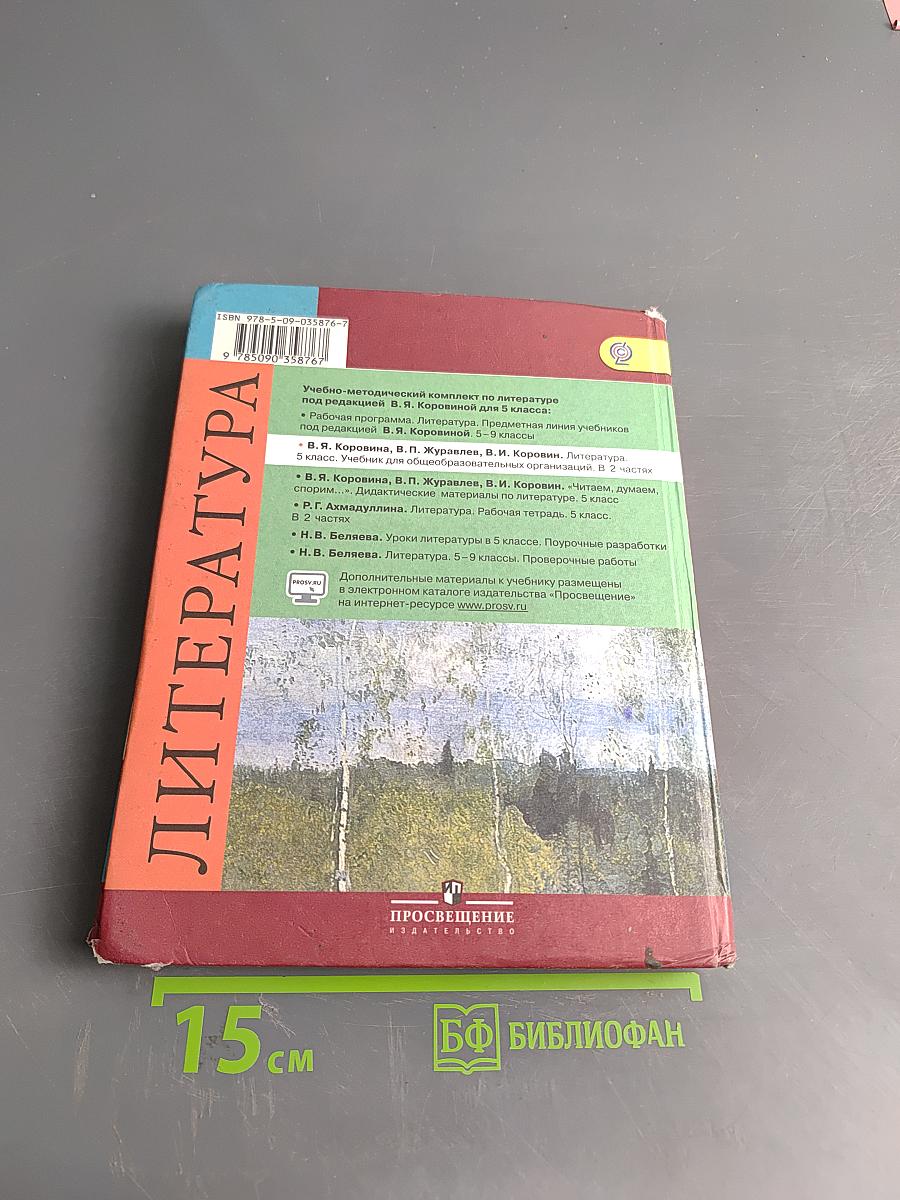 ISBN 978-5-09-035876-7
9 785090 358767
ЛИТЕРАТУРА
Учебно-методический комплект по литературе
под редакцией В.Я. Коровиной для 5 класса:
• Рабочая программа. Литература. Предметная линия учебников
под редакцией В.Я. Коровиной. 5–9 классы
• В.Я. Коровина, В.П. Журавлев, В.И. Коровин. Литература.
5 класс. Учебник для общеобразовательных организаций. В 2 частях
• В.Я. Коровина, В.П. Журавлев, В.И. Коровин. «Читаем, думаем,
спорим...». Дидактические материалы по литературе. 5 класс
• Р.Г. Ахмадуллина. Литература. Рабочая тетрадь. 5 класс.
В 2 частях
• Н.В. Беляева. Уроки литературы в 5 классе. Поурочные разработки
• Н.В. Беляева. Литература. 5–9 классы. Проверочные работы
PROSV.RU
Дополнительные материалы к учебнику размещены
в электронном каталоге издательства «Просвещение»
на интернет-ресурсе www.prosv.ru
ПРОСВЕЩЕНИЕ
ИЗДАТЕЛЬСТВО
15 см
БФ БИБЛИОФАН